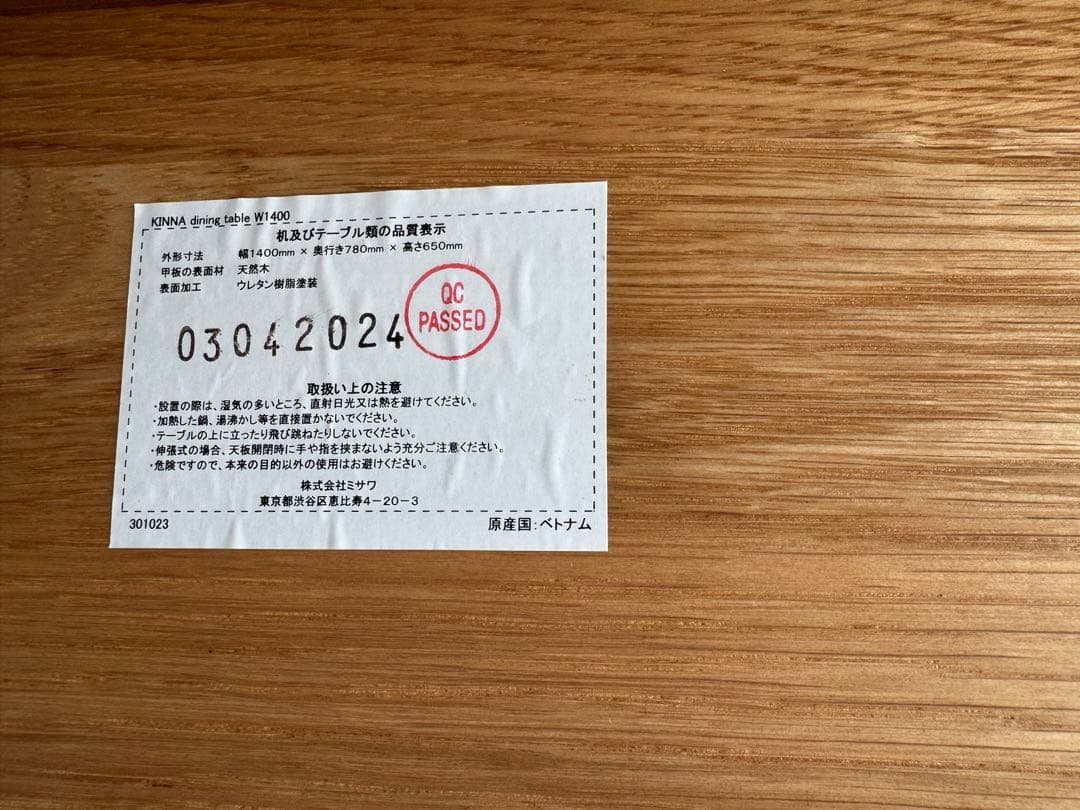 KINNA dining table W1400
机及びテーブル類の品質表示
外形寸法 幅1400mm × 奥行き780mm × 高さ650mm
甲板の表面材 天然木
表面加工 ウレタン樹脂塗装
QC
PASSED
03042024
取扱い上の注意
・設置の際は、湿気の多いところ、直射日光又は熱を避けてください。
・加熱した鍋、湯沸かし等を直接置かないでください。
・テーブルの上に立ったり飛び跳ねたりしないでください。
・伸張式の場合、天板開閉時に手や指を挟まないよう充分ご注意ください。
・危険ですので、本来の目的以外の使用はお避けください。
株式会社ミサワ
東京都渋谷区恵比寿4－20－3
301023 原産国：ベトナム